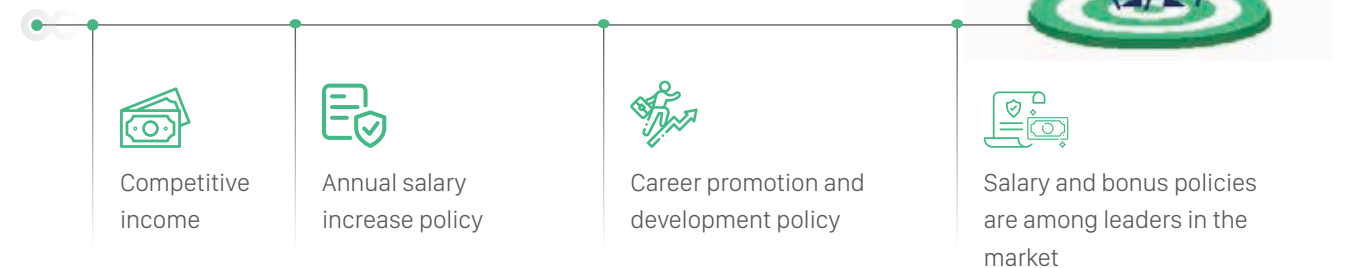 Competitive
income
Annual salary
increase policy
Career promotion and
development policy
Salary and bonus policies
are among leaders in the
market